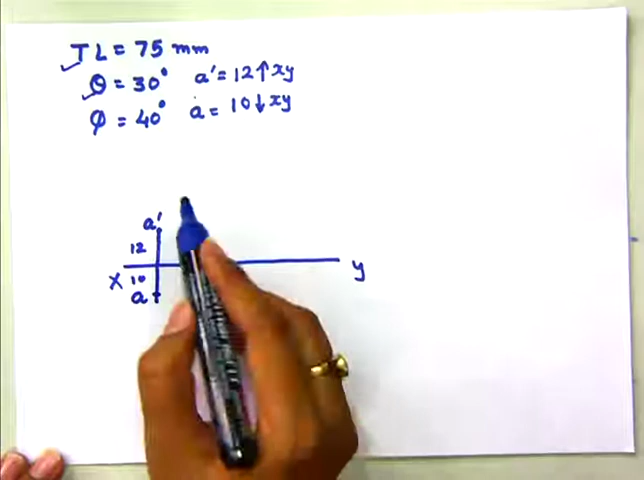 TL = 75 mm
θ = 30° a' = 12 ↑ xy
φ = 40° a = 10 ↓ xy
a'
12
X y
10
a